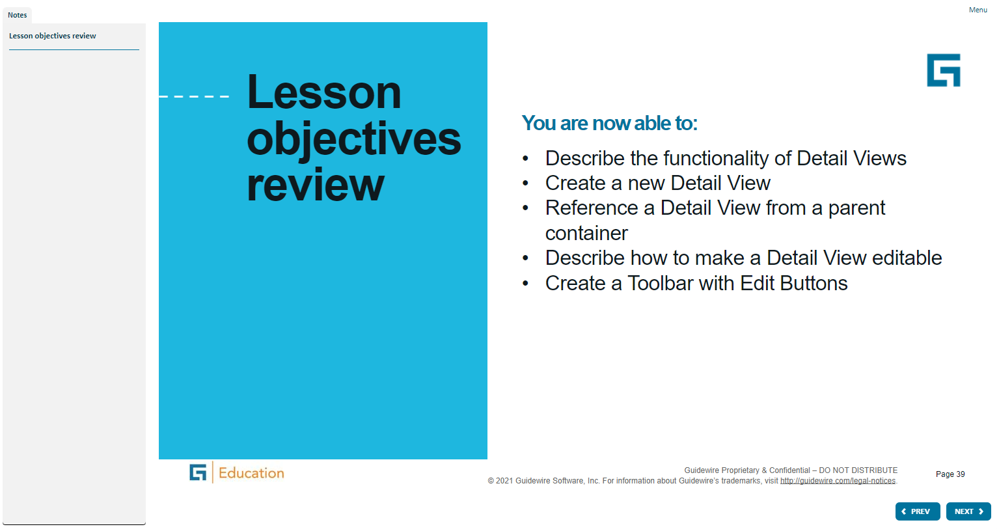 Notes
Menu
Lesson objectives review
Lesson
objectives
review
You are now able to:
• Describe the functionality of Detail Views
• Create a new Detail View
• Reference a Detail View from a parent
container
• Describe how to make a Detail View editable
• Create a Toolbar with Edit Buttons
Education
Guidewire Proprietary & Confidential – DO NOT DISTRIBUTE
© 2021 Guidewire Software, Inc. For information about Guidewire's trademarks, visit http://guidewire.com/legal-notices.
Page 39
PREV
NEXT